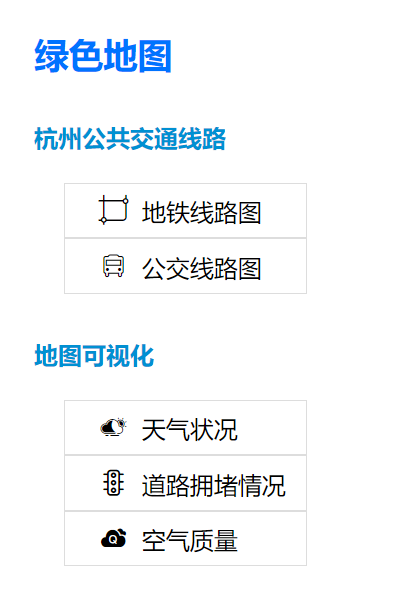 绿色地图
杭州公共交通线路
地铁线路图
公交线路图
地图可视化
天气状况
道路拥堵情况
Q 空气质量